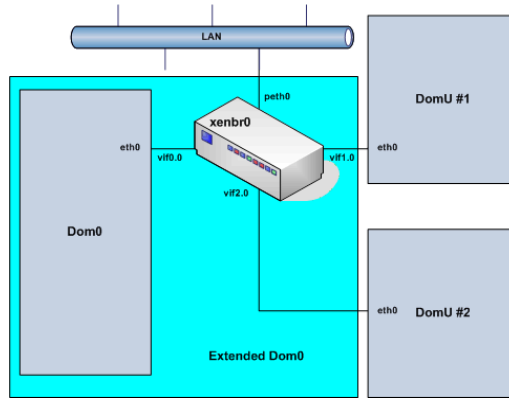 LAN
peth0
xenbr0
DomU #1
eth0
vif0.0
vif1.0
eth0
vif2.0
Dom0
eth0
DomU #2
Extended Dom0